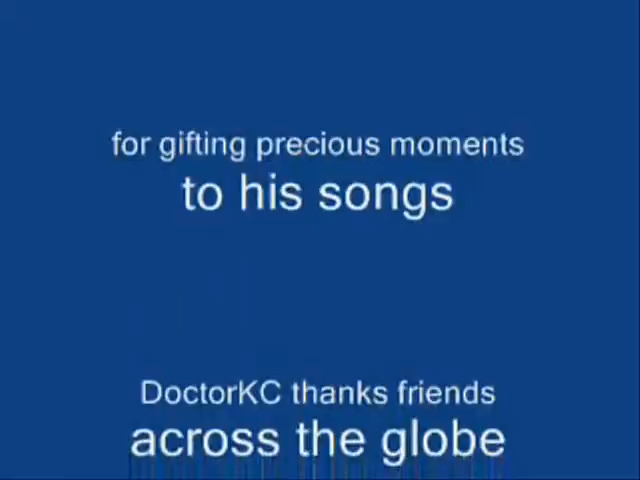 for gifting precious moments
to his songs
DoctorKC thanks friends
across the globe